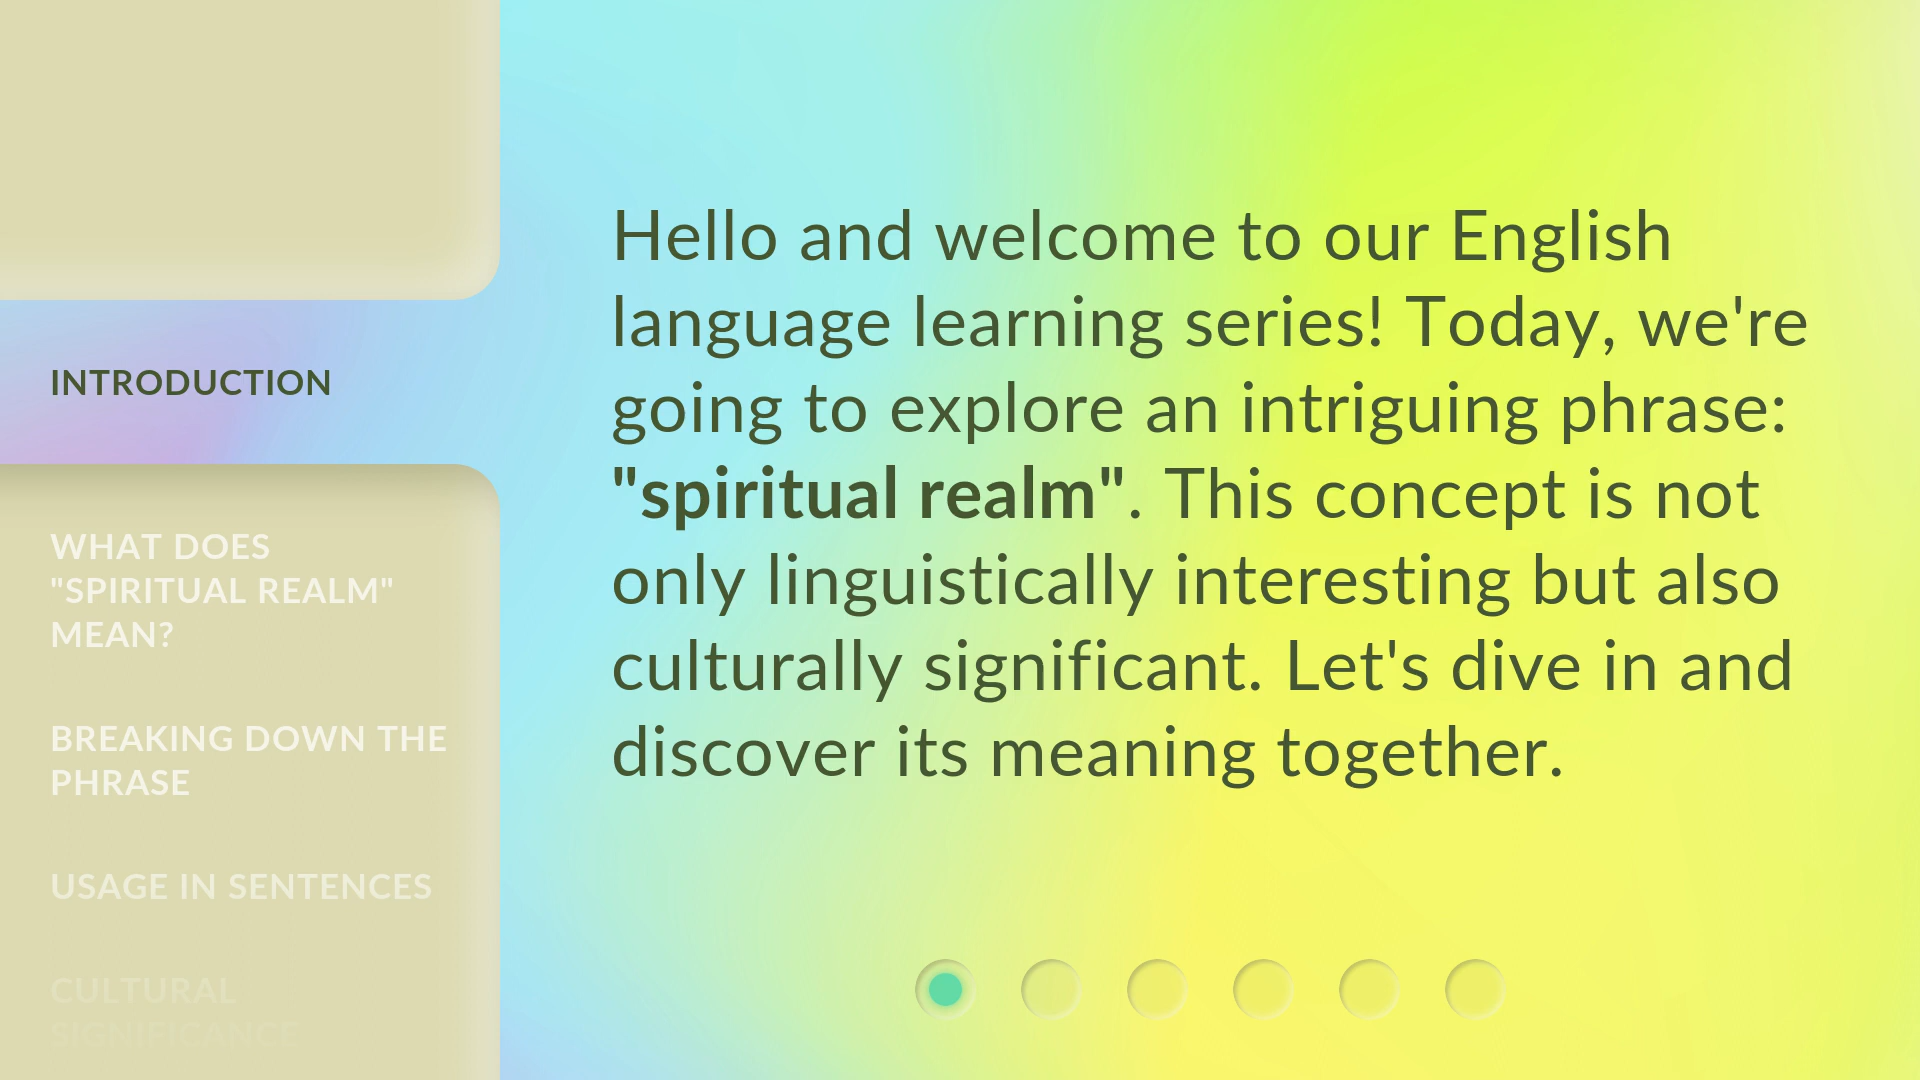 INTRODUCTION
WHAT DOES
"SPIRITUAL REALM"
MEAN?
BREAKING DOWN THE
PHRASE
USAGE IN SENTENCES
CULTURAL
SIGNIFICANCE
Hello and welcome to our English
language learning series! Today, we're
going to explore an intriguing phrase:
"spiritual realm". This concept is not
only linguistically interesting but also
culturally significant. Let's dive in and
discover its meaning together.